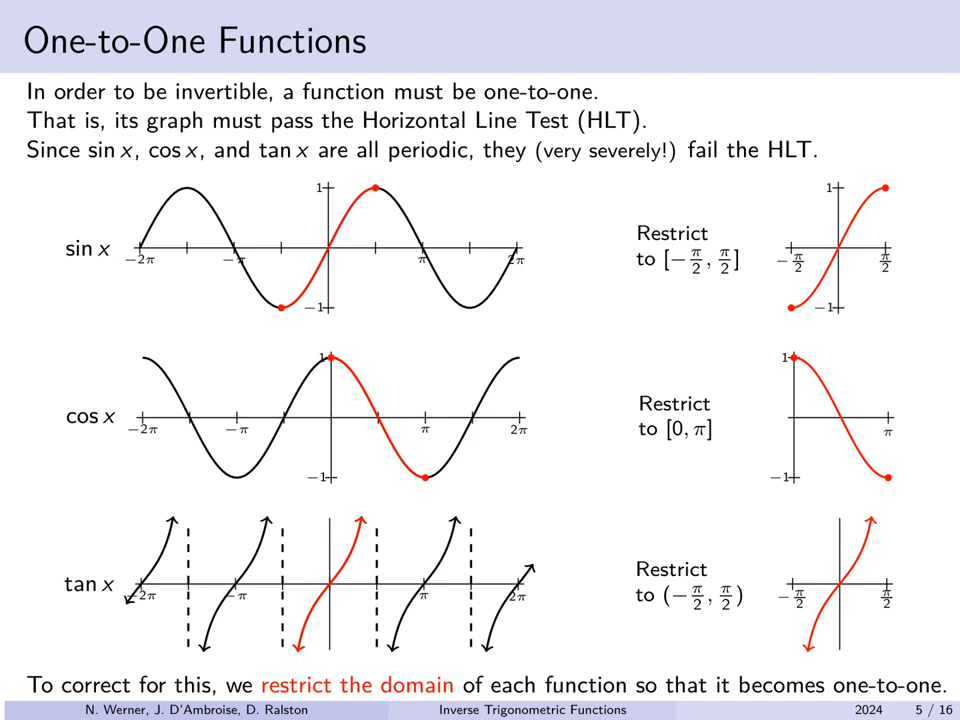 One-to-One Functions
In order to be invertible, a function must be one-to-one.
That is, its graph must pass the Horizontal Line Test (HLT).
Since sin x, cos x, and tan x are all periodic, they (very severely!) fail the HLT.
sin x
1
−1
−2π
−π
π
2π
Restrict
to [−π/2, π/2]
1
−1
−π/2
π/2
cos x
1
−1
−2π
−π
π
2π
Restrict
to [0, π]
1
−1
π
tan x
−2π
−π
π
2π
Restrict
to (−π/2, π/2)
−π/2
π/2
To correct for this, we restrict the domain of each function so that it becomes one-to-one.
N. Werner, J. D'Ambroise, D. Ralston
Inverse Trigonometric Functions
2024
5 / 16